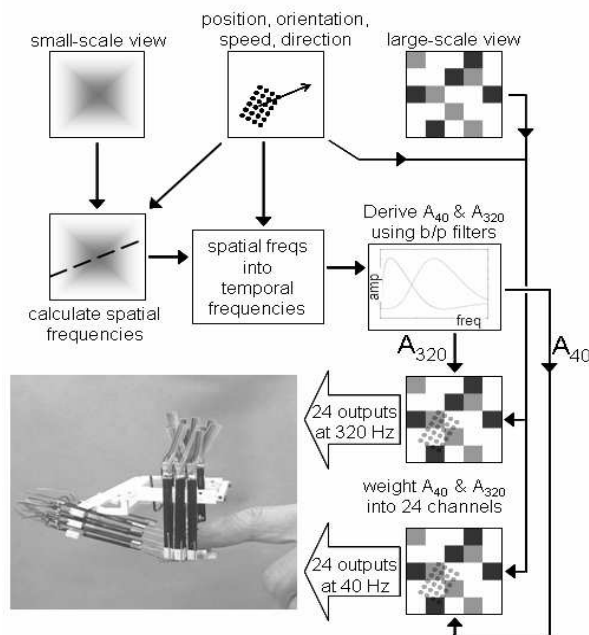 small-scale view
position, orientation,
speed, direction
large-scale view
calculate spatial
frequencies
spatial freqs
into
temporal
frequencies
Derive A40 & A320
using b/p filters
amp
freq
A320
A40
24 outputs
at 320 Hz
weight A40 & A320
into 24 channels
24 outputs
at 40 Hz